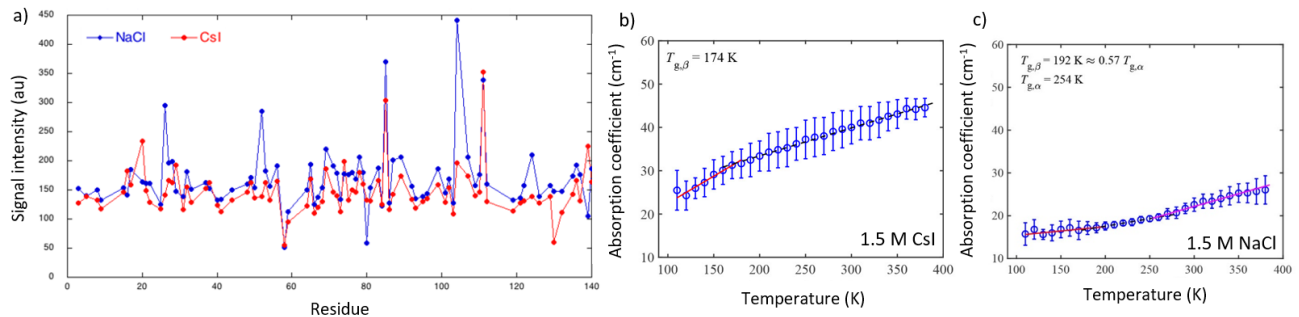 a)
NaCl
CsI
Signal intensity (au)
450
400
350
300
250
200
150
100
50
0
0
20
40
60
80
100
120
140
Residue
b)
Absorption coefficient (cm⁻¹)
60
50
40
30
20
10
T_g,β = 174 K
1.5 M CsI
100
150
200
250
300
350
400
Temperature (K)
c)
Absorption coefficient (cm⁻¹)
60
50
40
30
20
10
T_g,β = 192 K ≈ 0.57 T_g,α
T_g,α = 254 K
1.5 M NaCl
100
150
200
250
300
350
400
Temperature (K)